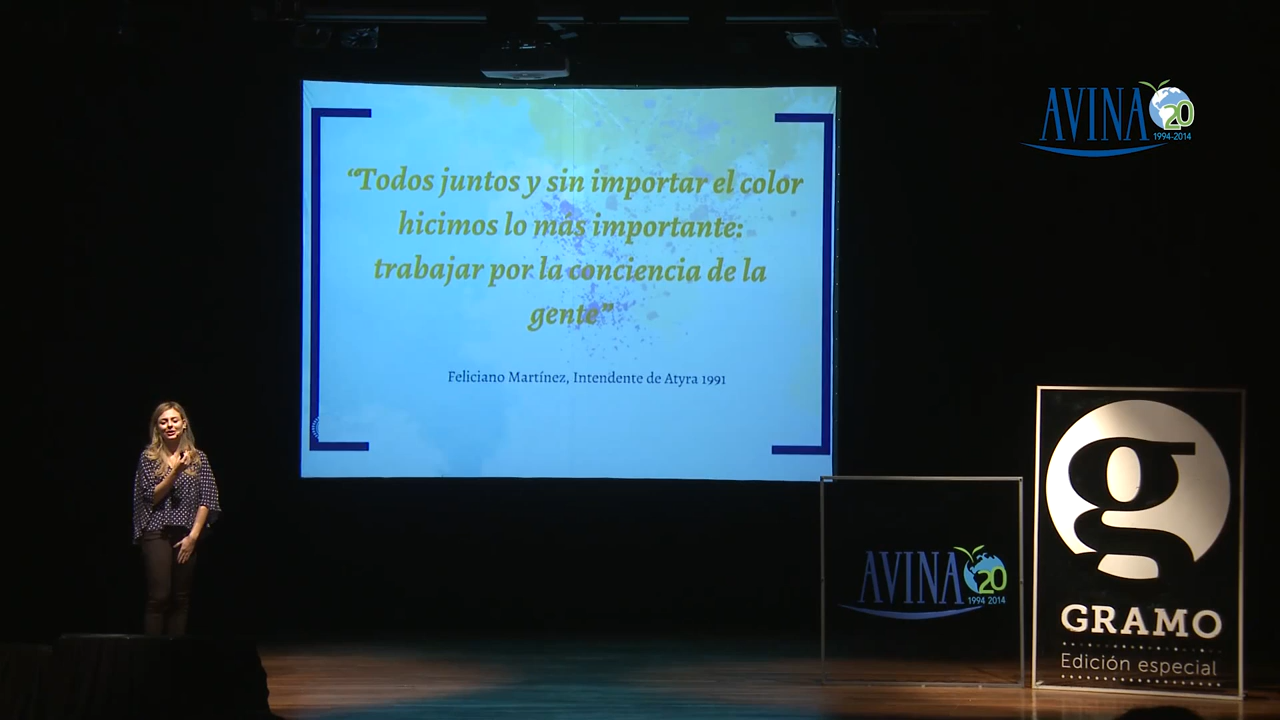 “Todos juntos y sin importar el color
hicimos lo más importante:
trabajar por la conciencia de la
gente”
Feliciano Martínez, Intendente de Atyra 1991
AVINA 20
1994-2014
AVINA 20
1994 2014
g
GRAMO
Edición especial